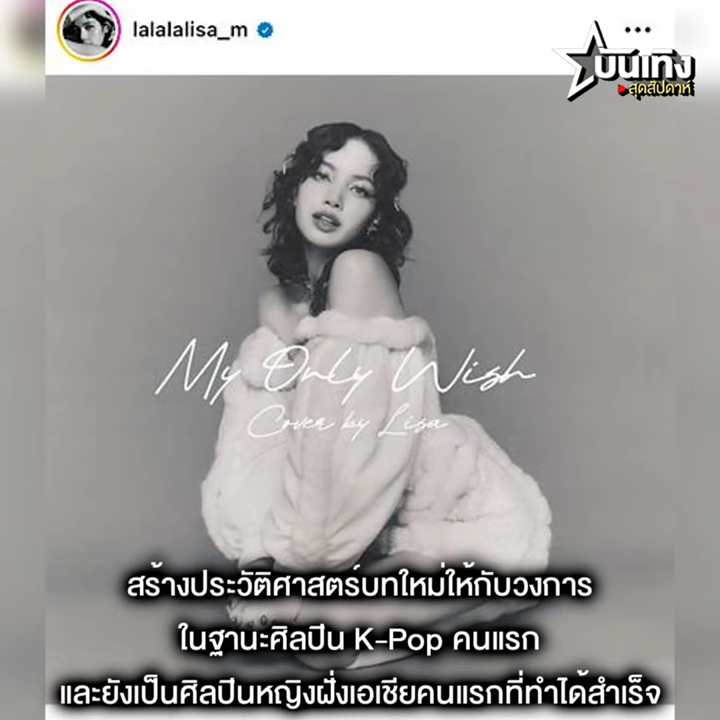 lalalalisa_m
บันเทิง
สุดสัปดาห์
My Only Wish
Cover by Lisa
สร้างประวัติศาสตร์บทใหม่ให้กับวงการ
ในฐานะศิลปิน K-Pop คนแรก
และยังเป็นศิลปินหญิงฝั่งเอเชียคนแรกที่ทำได้สำเร็จ